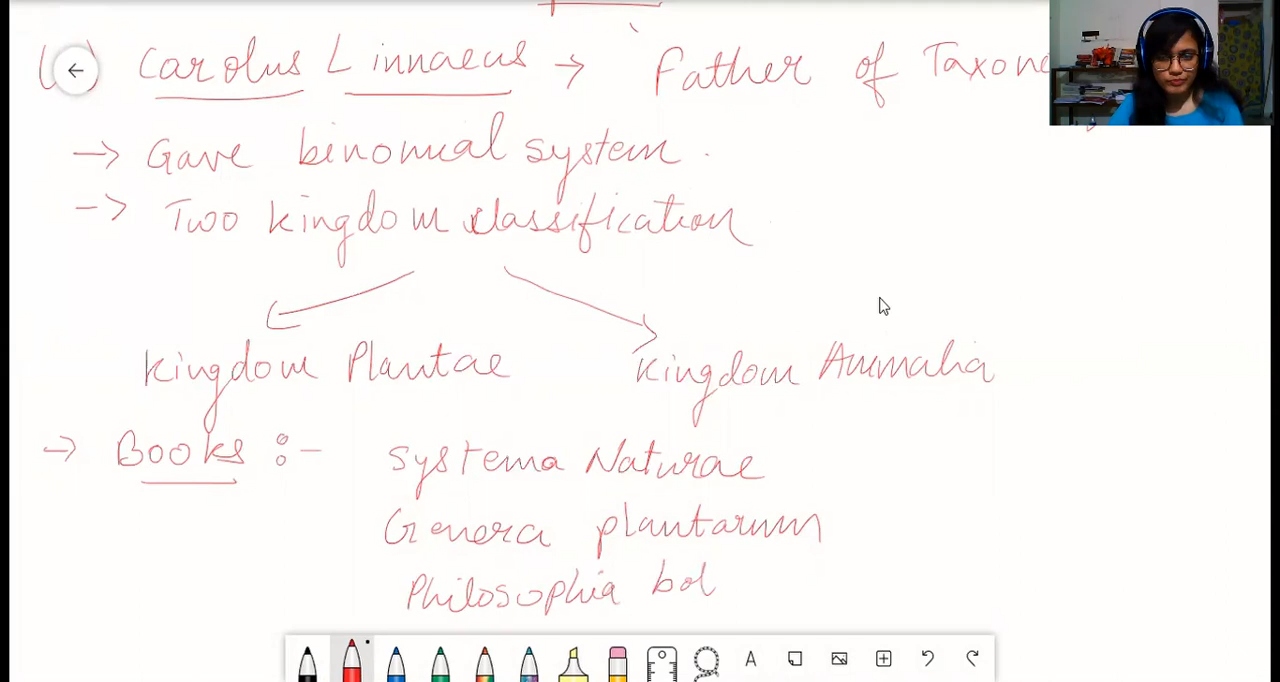 Carolus Linnaeus → Father of Taxono
→ Gave binomial system.
→ Two kingdom classification
Kingdom Plantae Kingdom Animalia
→ Books :- Systema Naturae
Genera plantarum
Philosophia bot
A